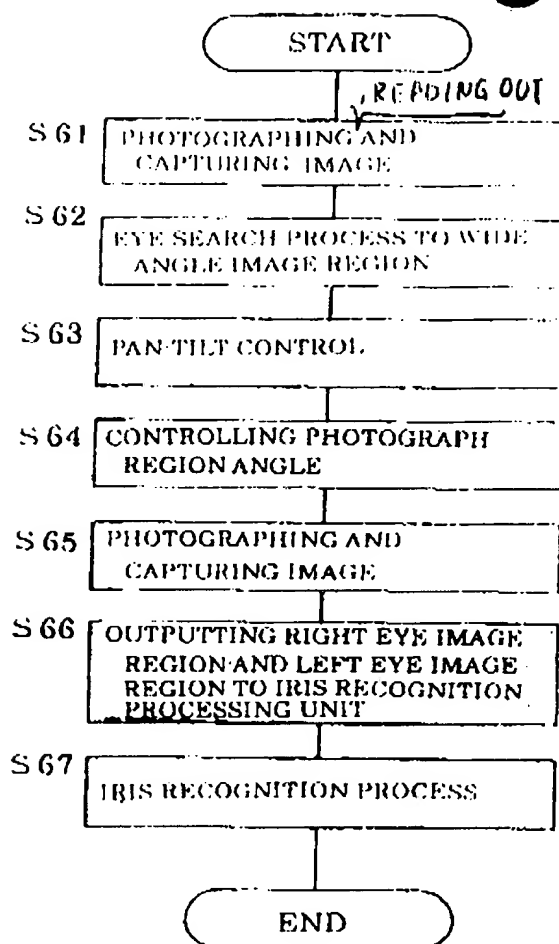 START
, READING OUT
S 61
PHOTOGRAPHING AND
CAPTURING IMAGE
S 62
EYE SEARCH PROCESS TO WIDE
ANGLE IMAGE REGION
S 63
PAN-TILT CONTROL
S 64
CONTROLLING PHOTOGRAPH
REGION ANGLE
S 65
PHOTOGRAPHING AND
CAPTURING IMAGE
S 66
OUTPUTTING RIGHT EYE IMAGE
REGION AND LEFT EYE IMAGE
REGION TO IRIS RECOGNITION
PROCESSING UNIT
S 67
IRIS RECOGNITION PROCESS
END